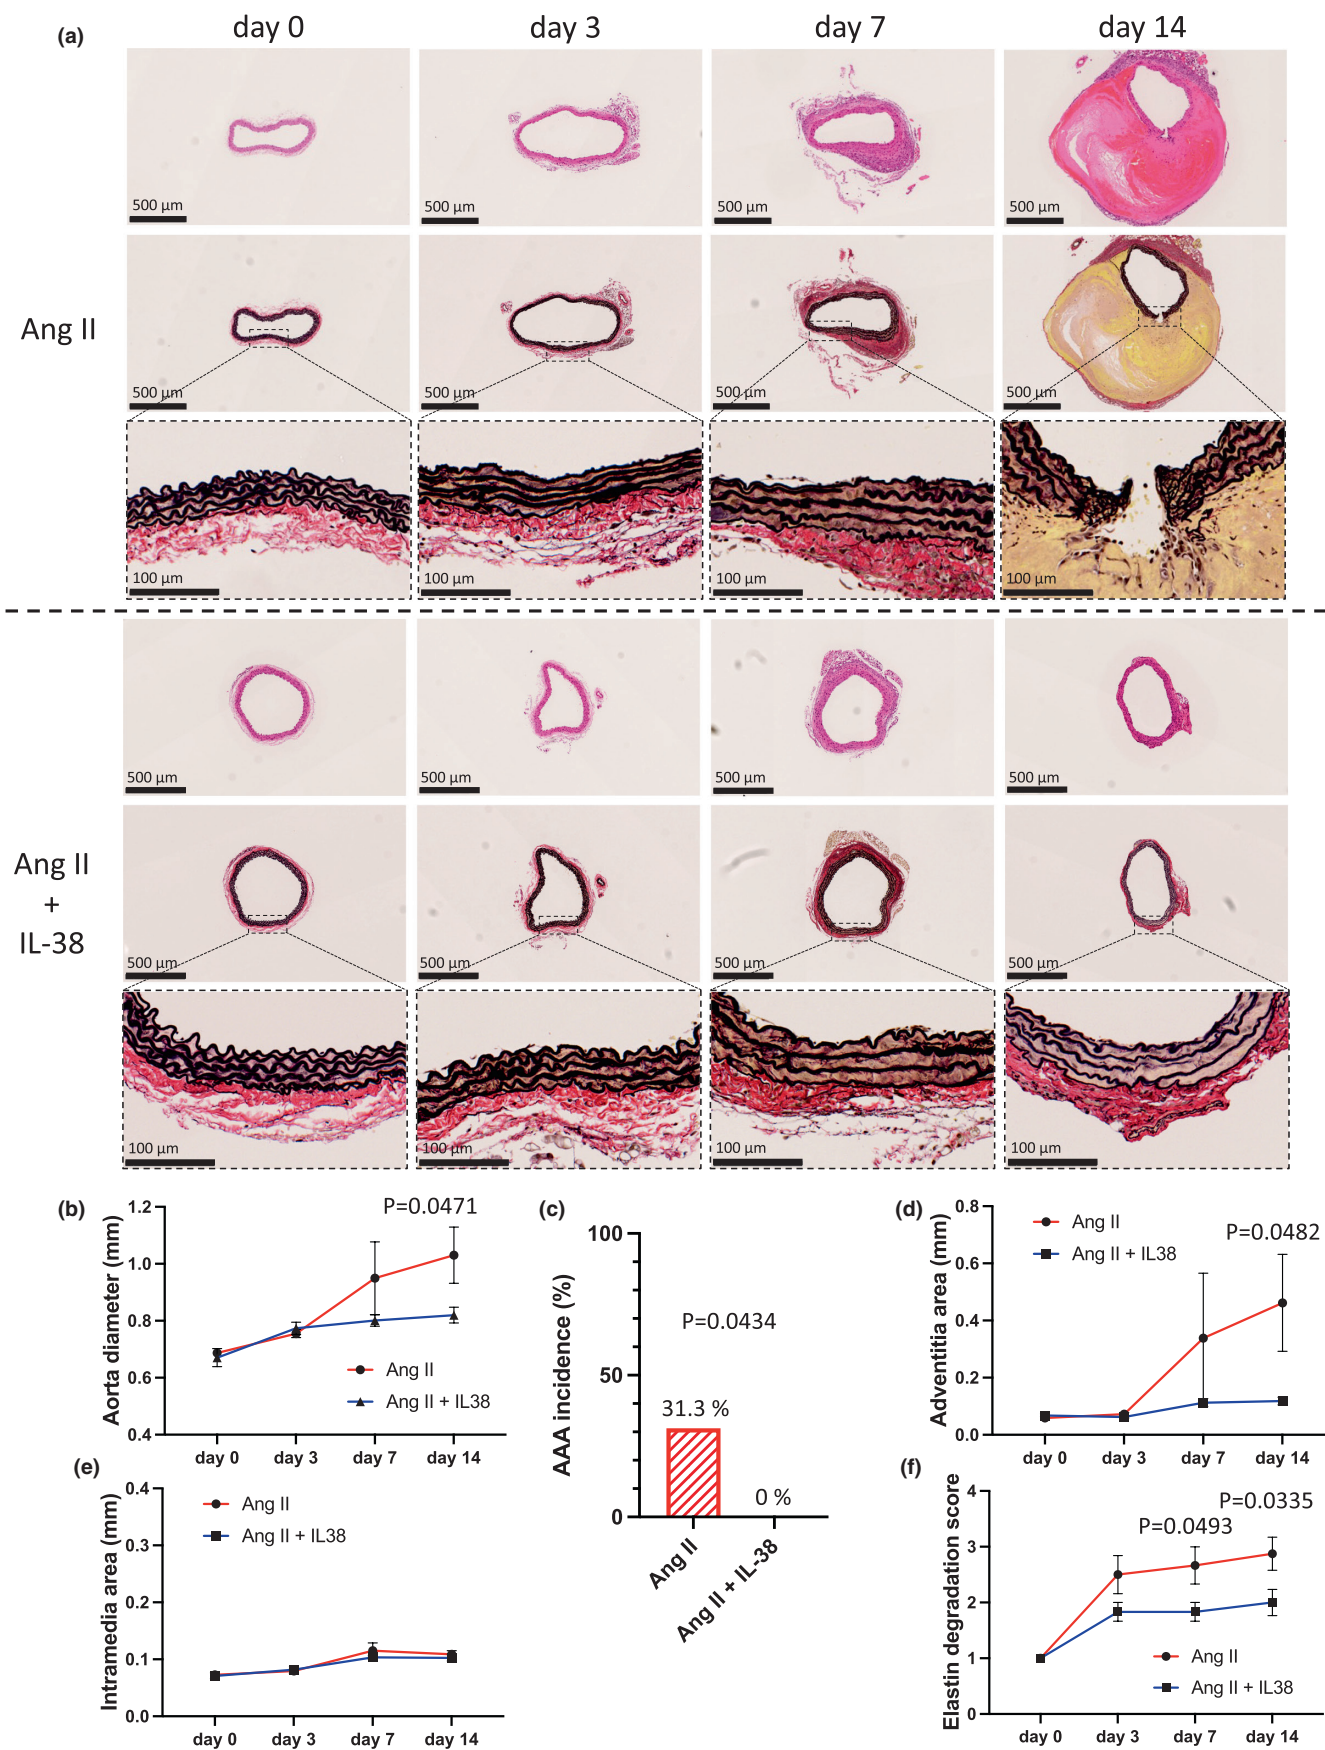 (a)
day 0
day 3
day 7
day 14
500 µm
500 µm
500 µm
500 µm
Ang II
500 µm
500 µm
500 µm
500 µm
100 µm
100 µm
100 µm
100 µm
500 µm
500 µm
500 µm
500 µm
Ang II
+
IL-38
500 µm
500 µm
500 µm
500 µm
100 µm
100 µm
100 µm
100 µm
(b)
Aorta diameter (mm)
1.2
1.0
0.8
0.6
0.4
P=0.0471
Ang II
Ang II + IL38
day 0
day 3
day 7
day 14
(c)
AAA incidence (%)
100
50
0
P=0.0434
31.3 %
0 %
Ang II
Ang II + IL-38
(d)
Adventitia area (mm)
0.8
0.6
0.4
0.2
0.0
Ang II
Ang II + IL38
P=0.0482
day 0
day 3
day 7
day 14
(e)
Intramedia area (mm)
0.4
0.3
0.2
0.1
0.0
Ang II
Ang II + IL38
day 0
day 3
day 7
day 14
(f)
Elastin degradation score
4
3
2
1
0
P=0.0493
P=0.0335
Ang II
Ang II + IL38
day 0
day 3
day 7
day 14